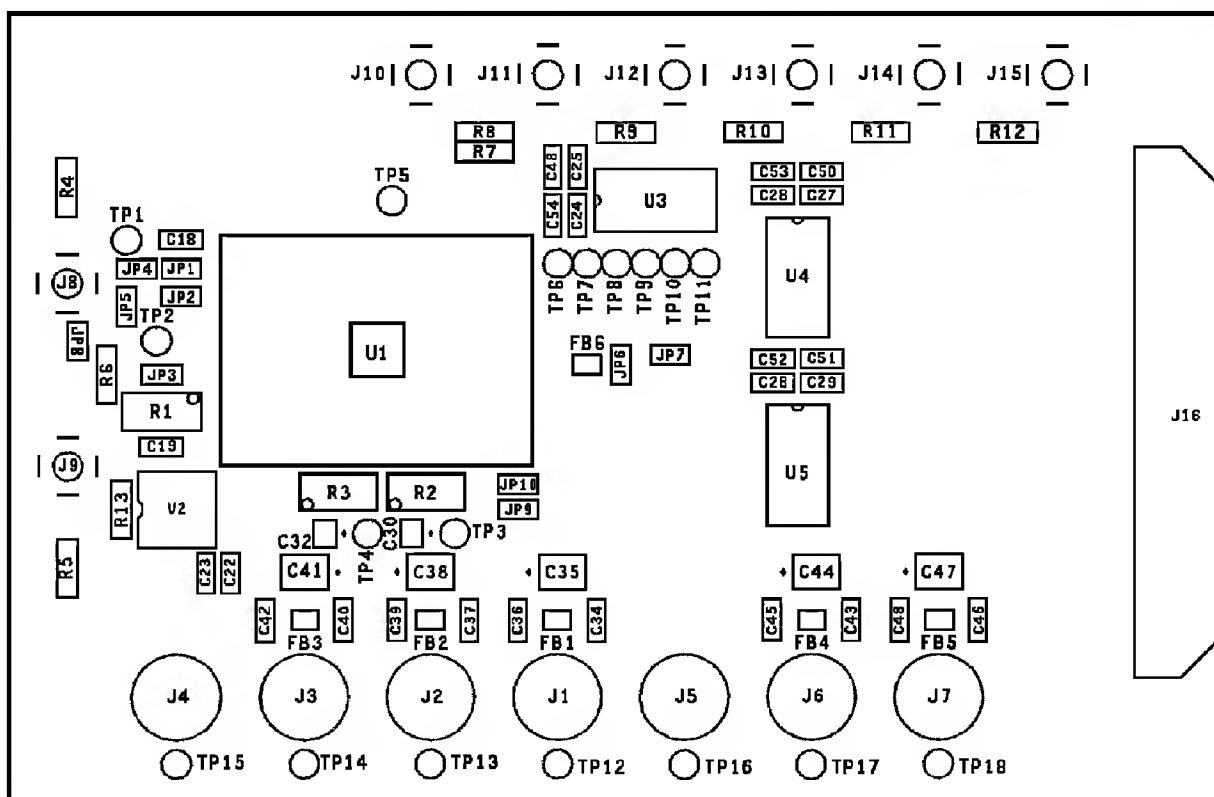 J10 J11 J12 J13 J14 J15
R8 R9 R10 R11 R12
R7
R4
C48 C25
C53 C50
TP5
U3
C28 C27
TP1
C54 C24
C18
JP4 JP1
J8
U4
JP5 JP2
TP6 TP7 TP8 TP9 TP10 TP11
TP2
JP8
FB6
U1
JP6 JP7
C52 C51
R6
JP3
C28 C29
R1
J16
C19
J9
U5
R3 R2 JP10
R13 U2
JP9
C32 TP4 C30 TP3
R5
C23 C22
C41 C38 C35 C44 C47
C42 C40 C39 C37 C36 C34 C45 C43 C48 C46
FB3 FB2 FB1 FB4 FB5
J4 J3 J2 J1 J5 J6 J7
TP15 TP14 TP13 TP12 TP16 TP17 TP18